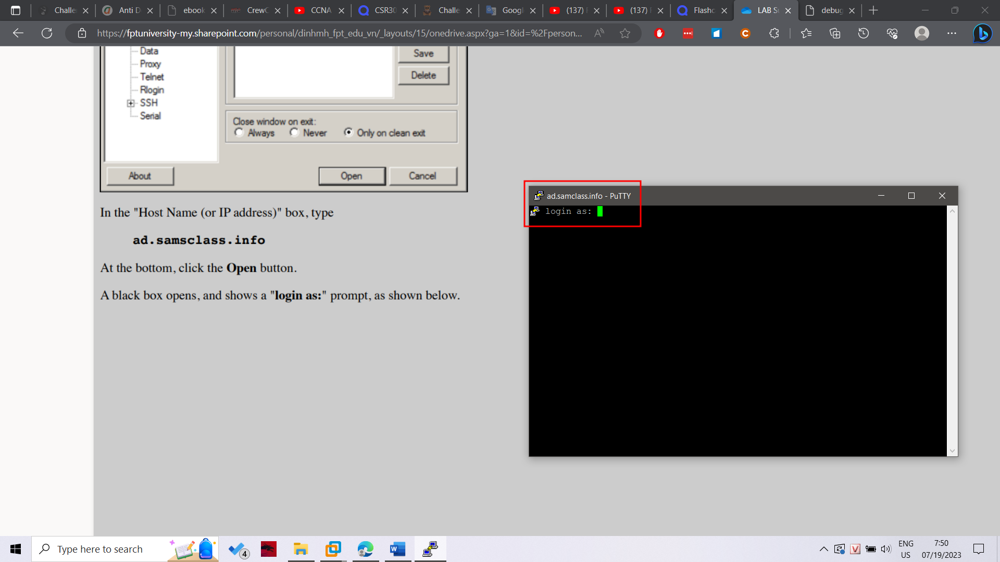 Challe
Anti D
ebook
CrewC
CCNA
CSR30
Challe
Googl
(137)
(137)
Flashc
LAB S
debug
https://fptuniversity-my.sharepoint.com/personal/dinhmh_fpt_edu_vn/_layouts/15/onedrive.aspx?ga=1&id=%2Fperson...
Data
Proxy
Telnet
Rlogin
SSH
Serial
Save
Delete
Close window on exit:
Always Never Only on clean exit
About Open Cancel
In the "Host Name (or IP address)" box, type
ad.samsclass.info
At the bottom, click the Open button.
A black box opens, and shows a "login as:" prompt, as shown below.
ad.samclass.info - PuTTY
login as:
Type here to search
4
ENG
US
7:50
07/19/2023